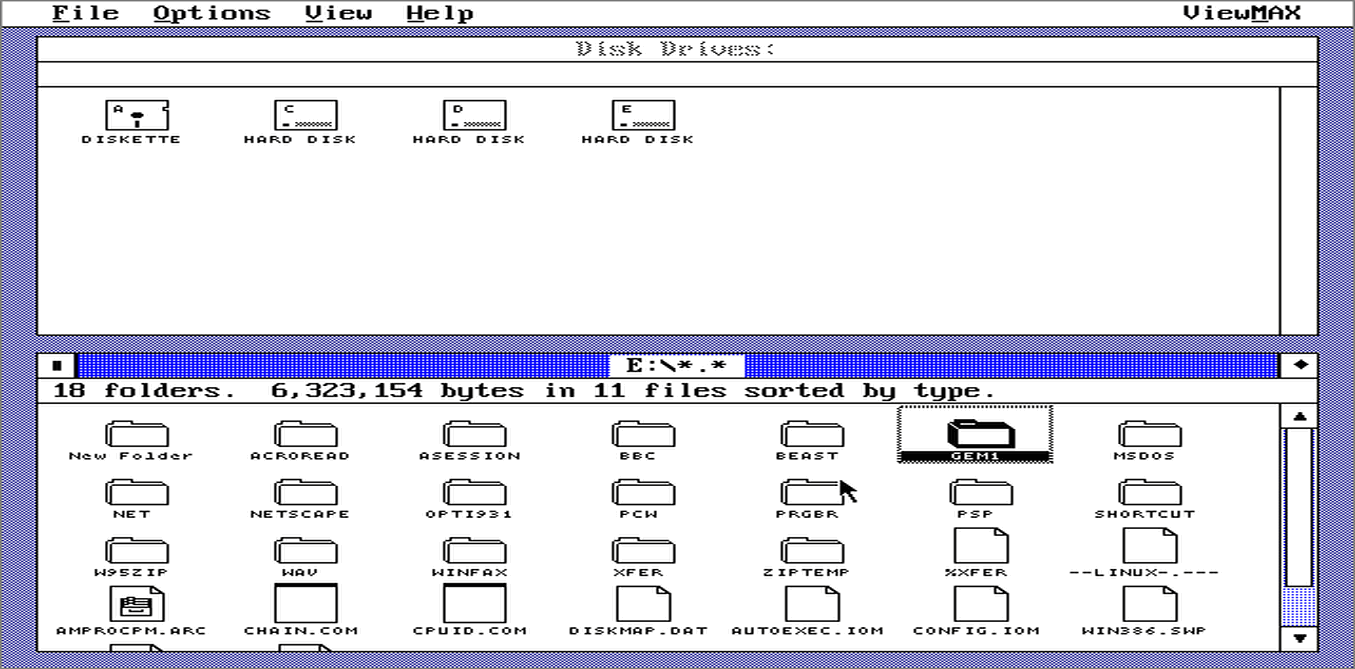 File Options View Help ViewMAX
Disk Drives:
A C D E
DISKETTE HARD DISK HARD DISK HARD DISK
E:\*.*
18 folders. 6,323,154 bytes in 11 files sorted by type.
New Folder ACROREAD ASESSION BBC BEAST GEM1 MSDOS
NET NETSCAPE OPTI931 PCW PRGBR PSP SHORTCUT
W95ZIP WAV WINFAX XFER ZIPTEMP %XFER --LINUX-.---
AMPROCPM.ARC CHAIN.COM CPUID.COM DISKMAP.DAT AUTOEXEC.IOM CONFIG.IOM WIN386.SWP